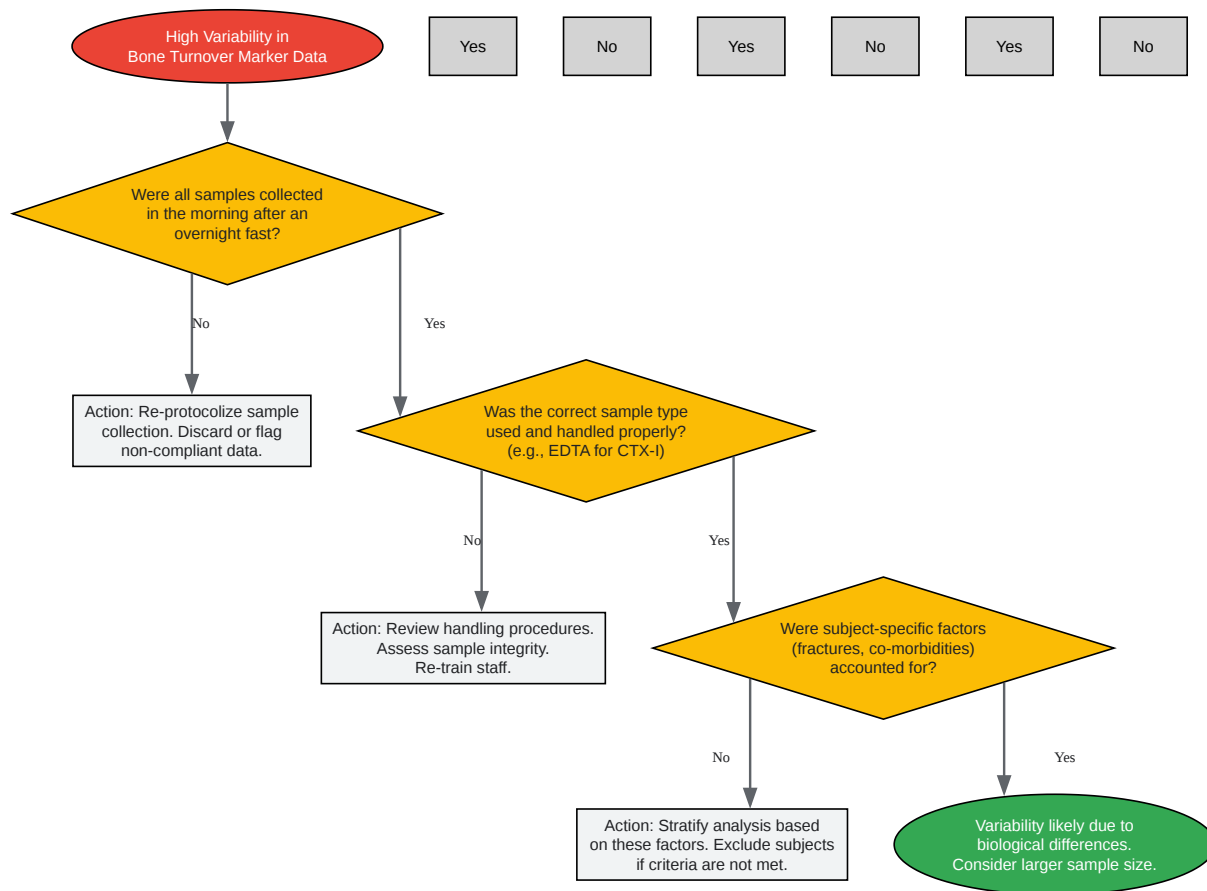 High Variability in
Bone Turnover Marker Data
Yes
No
Yes
No
Yes
No
Were all samples collected
in the morning after an
overnight fast?
No
Yes
Action: Re-protocolize sample
collection. Discard or flag
non-compliant data.
Was the correct sample type
used and handled properly?
(e.g., EDTA for CTX-I)
No
Yes
Action: Review handling procedures.
Assess sample integrity.
Re-train staff.
Were subject-specific factors
(fractures, co-morbidities)
accounted for?
No
Yes
Action: Stratify analysis based
on these factors. Exclude subjects
if criteria are not met.
Variability likely due to
biological differences.
Consider larger sample size.